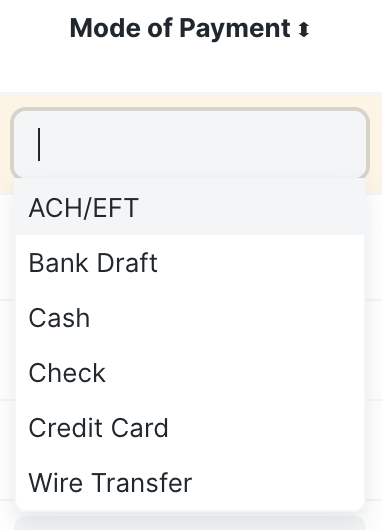 Mode of Payment ⬍
ACH/EFT
Bank Draft
Cash
Check
Credit Card
Wire Transfer